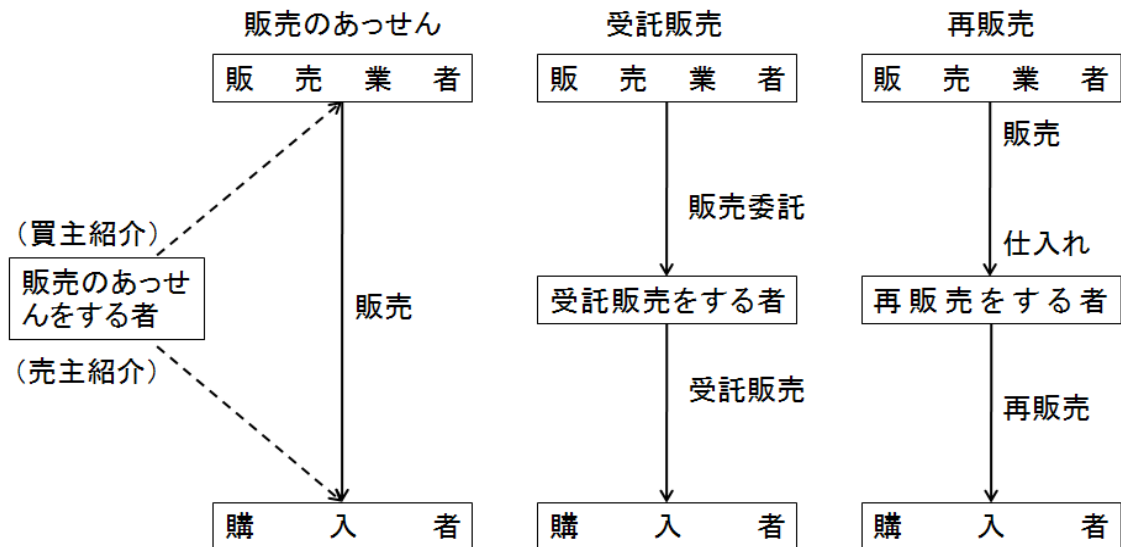 販売のあっせん
販売業者
(買主紹介)
販売のあっせ
んをする者
(売主紹介)
販売
購入者
受託販売
販売業者
販売委託
受託販売をする者
受託販売
購入者
再販売
販売業者
販売
仕入れ
再販売をする者
再販売
購入者